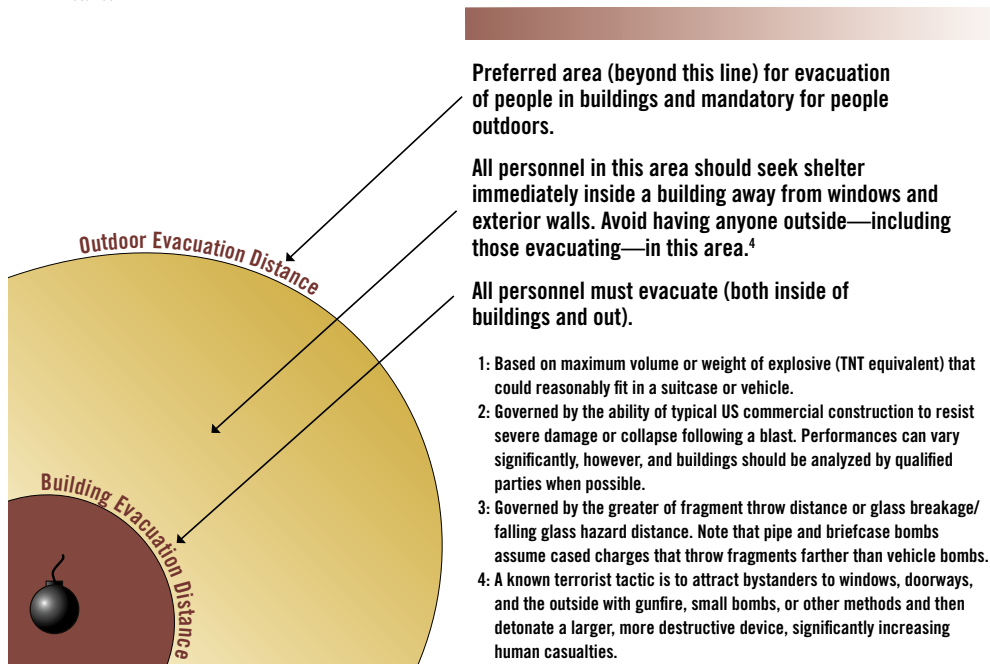 Preferred area (beyond this line) for evacuation
of people in buildings and mandatory for people
outdoors.
All personnel in this area should seek shelter
immediately inside a building away from windows and
exterior walls. Avoid having anyone outside—including
those evacuating—in this area.4
All personnel must evacuate (both inside of
buildings and out).
Outdoor Evacuation Distance
Building Evacuation Distance
1: Based on maximum volume or weight of explosive (TNT equivalent) that
could reasonably fit in a suitcase or vehicle.
2: Governed by the ability of typical US commercial construction to resist
severe damage or collapse following a blast. Performances can vary
significantly, however, and buildings should be analyzed by qualified
parties when possible.
3: Governed by the greater of fragment throw distance or glass breakage/
falling glass hazard distance. Note that pipe and briefcase bombs
assume cased charges that throw fragments farther than vehicle bombs.
4: A known terrorist tactic is to attract bystanders to windows, doorways,
and the outside with gunfire, small bombs, or other methods and then
detonate a larger, more destructive device, significantly increasing
human casualties.